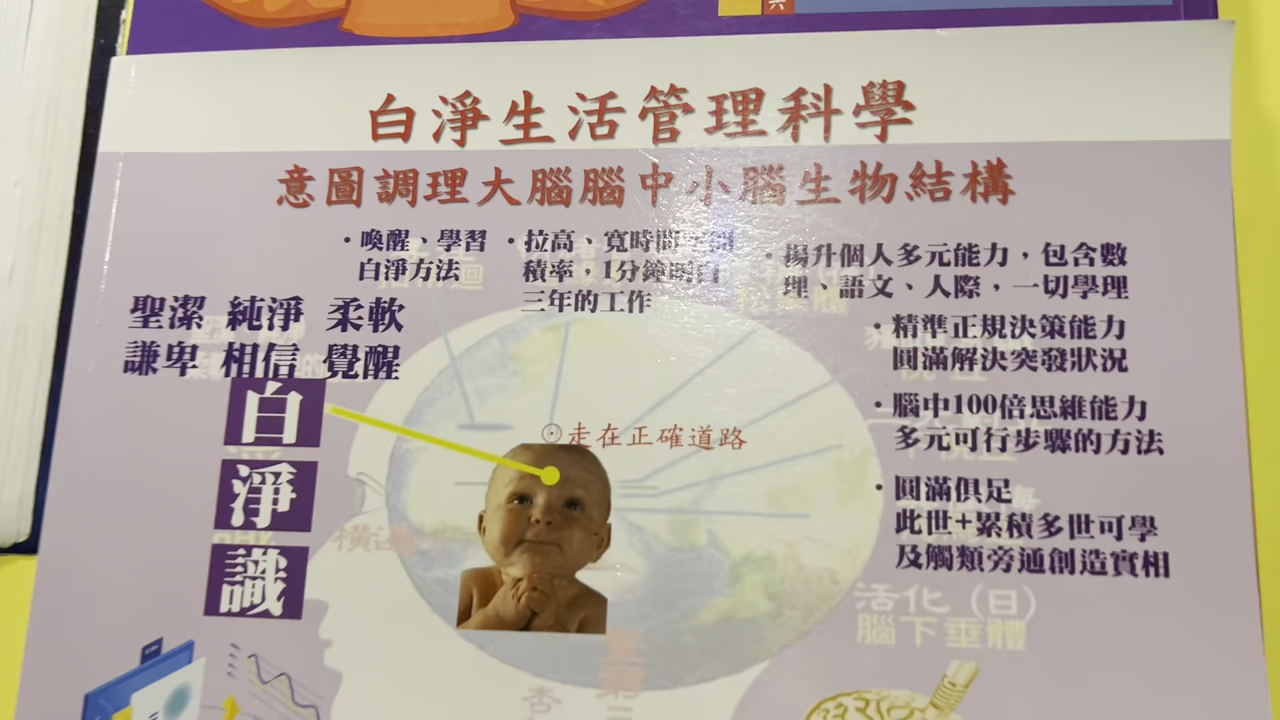 白淨生活管理科學
意圖調理大腦腦中小腦生物結構
・喚醒、學習
白淨方法
・拉高、寬時間
積率，1分鐘明白
三年的工作
・揚升個人多元能力，包含數
理、語文、人際，一切學理
・精準正規決策能力
圓滿解決突發狀況
・腦中100倍思維能力
多元可行步驟的方法
・圓滿俱足
此世+累積多世可學
及觸類旁通創造實相
聖潔 純淨 柔軟
謙卑 相信 覺醒
白
淨
識
⊙走在正確道路
活化（日）
腦下垂體